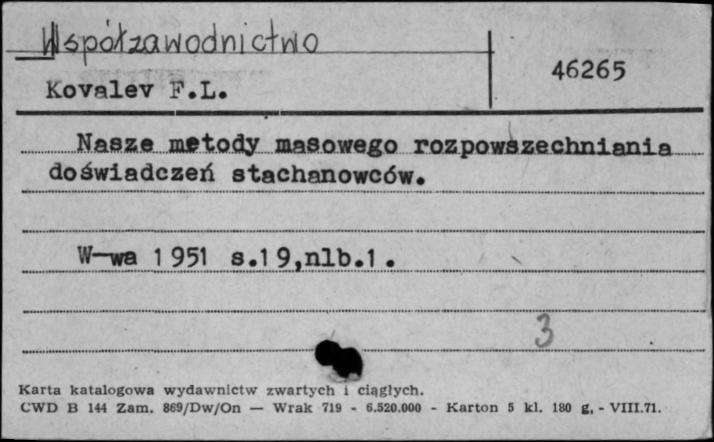 Współzawodnictwo
46265
Kovalev F.L.
Nasze metody masowego rozpowszechniania
doświadczeń stachanowców.
W-wa 1951 s.19,nlb.1.
3
Karta katalogowa wydawnictw zwartych i ciągłych.
CWD B 144 Zam. 869/Dw/On — Wrak 719 - 6.520.000 - Karton 5 kl. 180 g, - VIII.71.